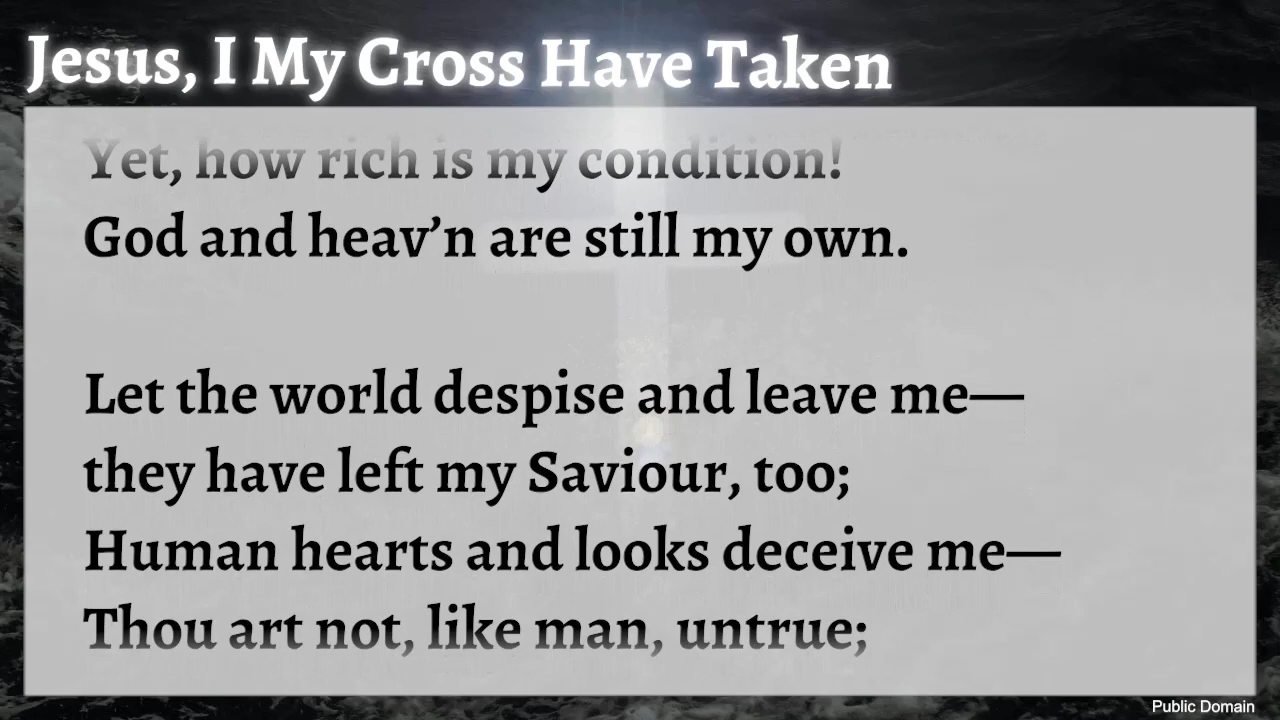 Jesus, I My Cross Have Taken
Yet, how rich is my condition!
God and heav’n are still my own.
Let the world despise and leave me—
they have left my Saviour, too;
Human hearts and looks deceive me—
Thou art not, like man, untrue;
Public Domain